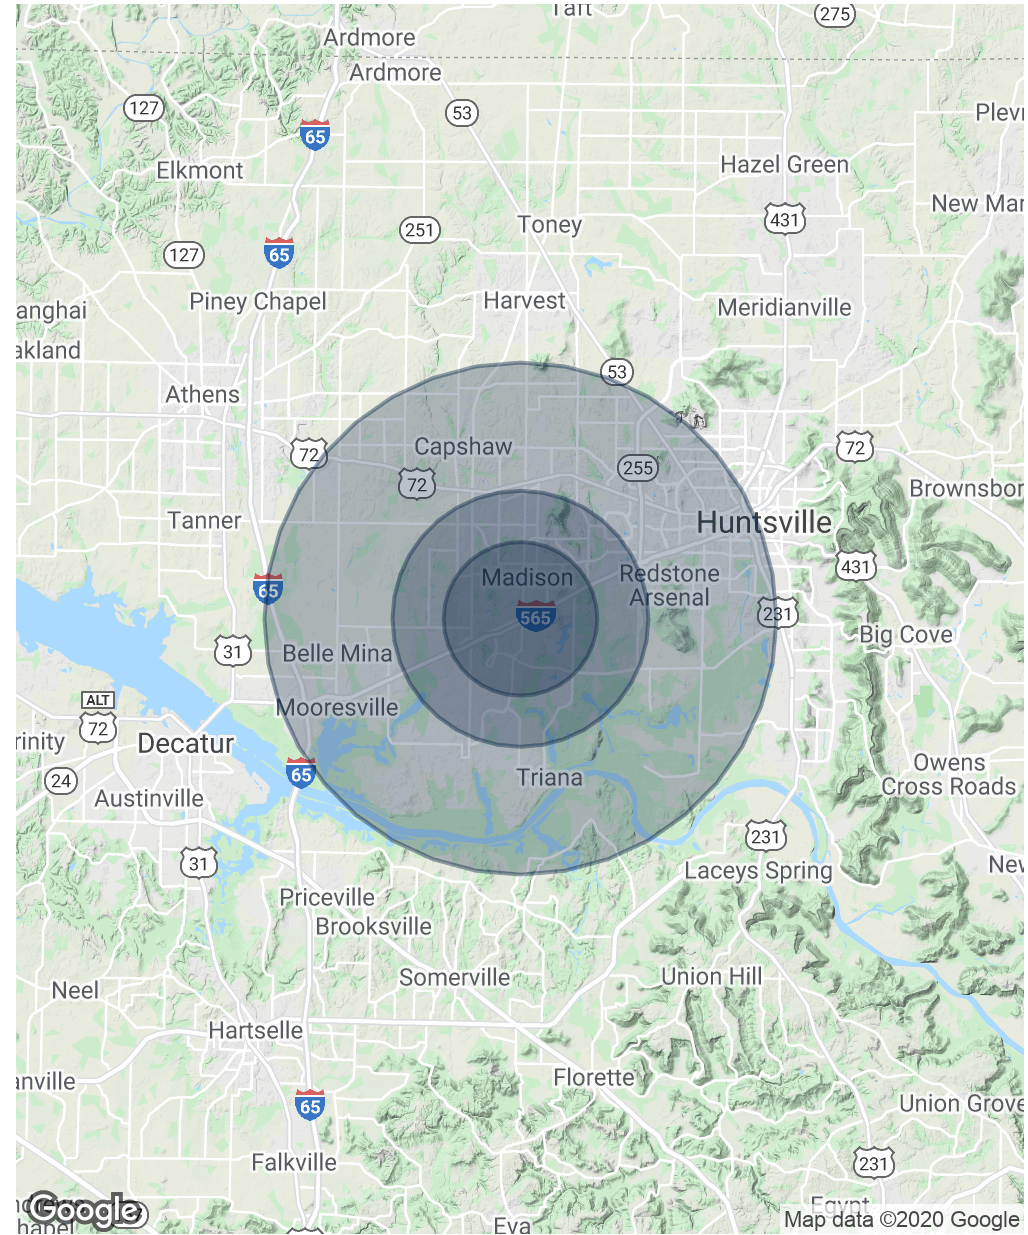 Taft
275
Ardmore
Ardmore
127
53
65
Plevn
Elkmont
Hazel Green
New Mar
251
Toney
431
127
65
Piney Chapel
Harvest
Meridianville
anghai
akland
53
Athens
72
Capshaw
72
255
72
Brownsbor
Tanner
Huntsville
431
65
Madison
Redstone
Arsenal
565
231
Big Cove
31
Belle Mina
ALT
72
Mooresville
rinity
Decatur
65
24
Austinville
Triana
Owens
Cross Roads
231
31
Laceys Spring
New
Priceville
Brooksville
Neel
Somerville
Union Hill
Hartselle
anville
Florette
65
Union Grove
Falkville
231
Egypt
hapel
Google
Eva
Map data ©2020 Google